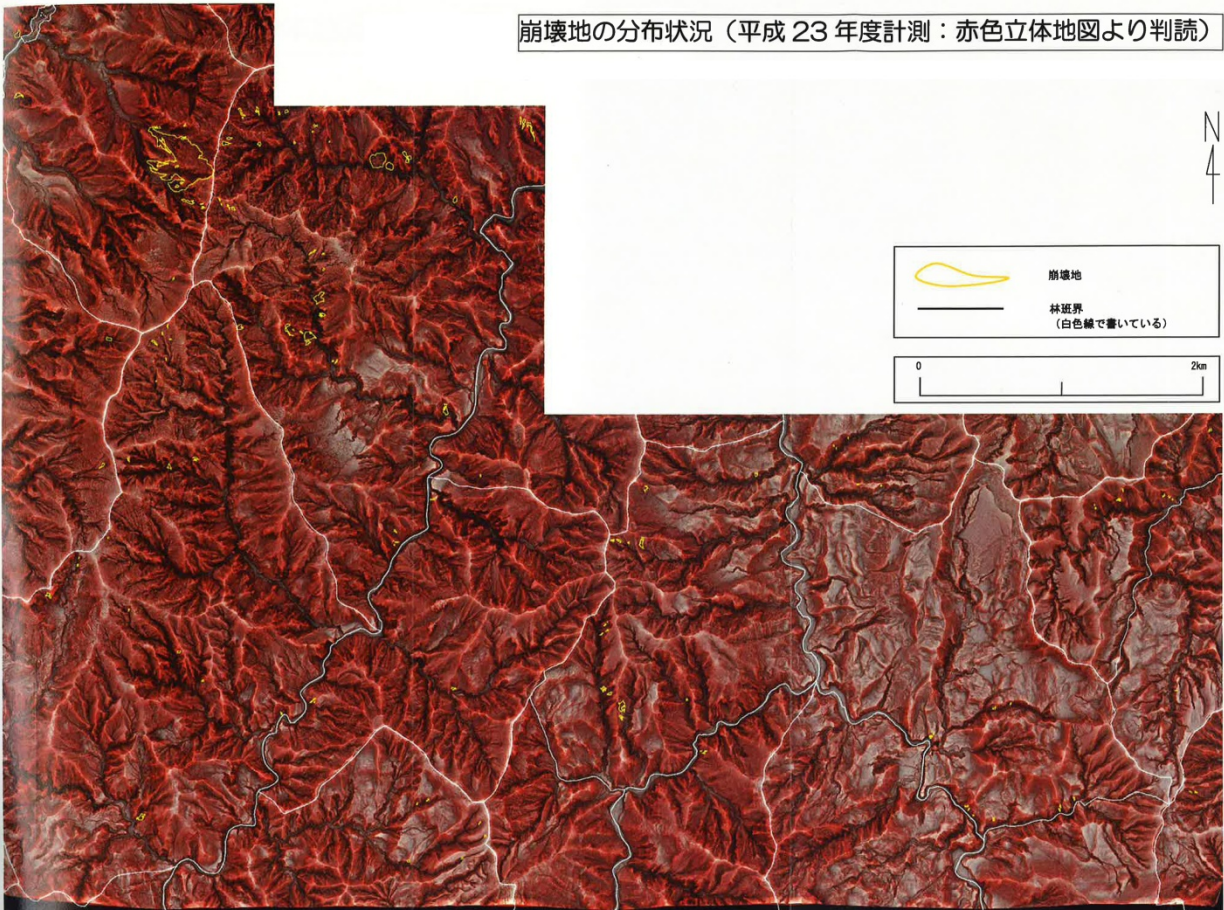 崩壊地の分布状況（平成23年度計測：赤色立体地図より判読）
N
崩壊地
林班界
（白色線で書いている）
0 2km